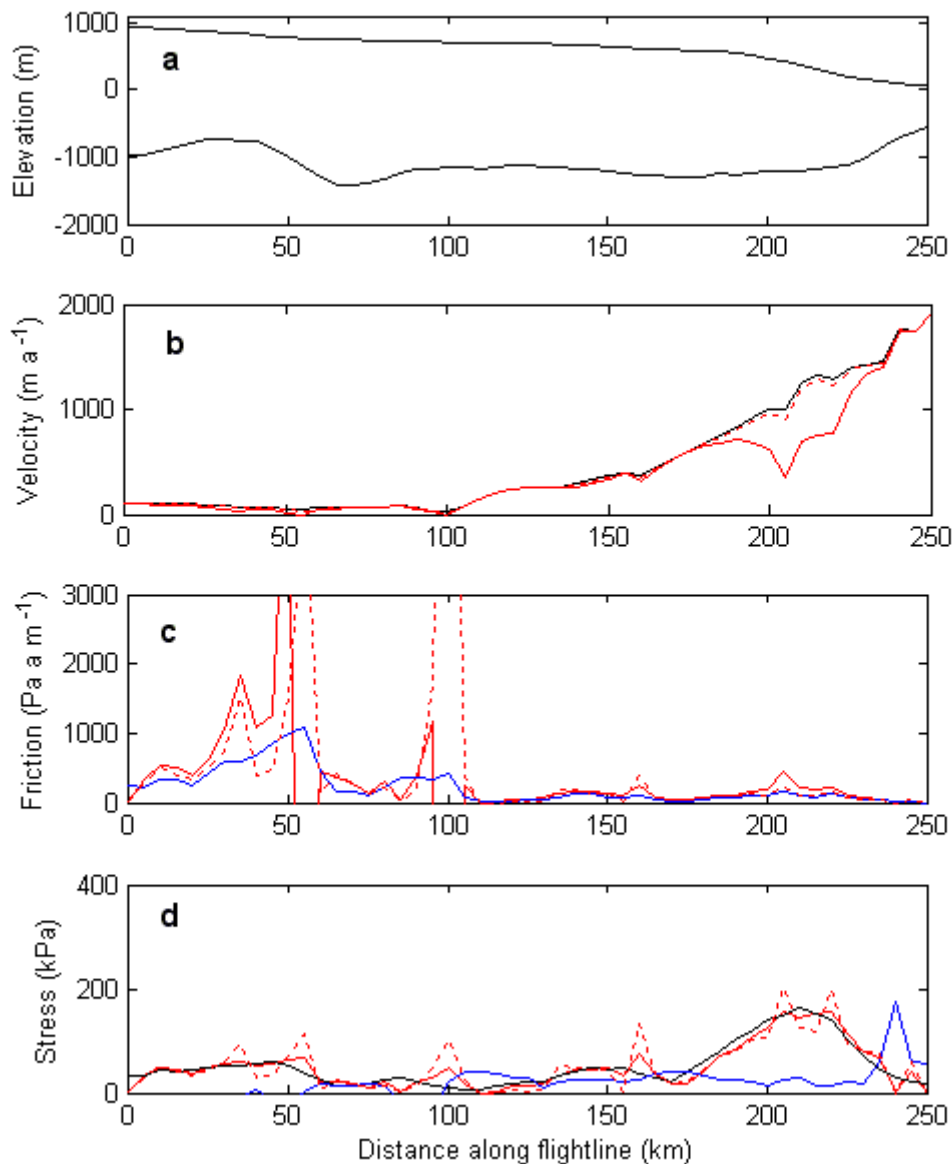 1000
0
-1000
-2000
Elevation (m)
a
0 50 100 150 200 250
2000
1000
0
Velocity (m a-1)
b
0 50 100 150 200 250
3000
2000
1000
0
Friction (Pa a m-1)
c
0 50 100 150 200 250
400
200
0
Stress (kPa)
d
0 50 100 150 200 250
Distance along flightline (km)